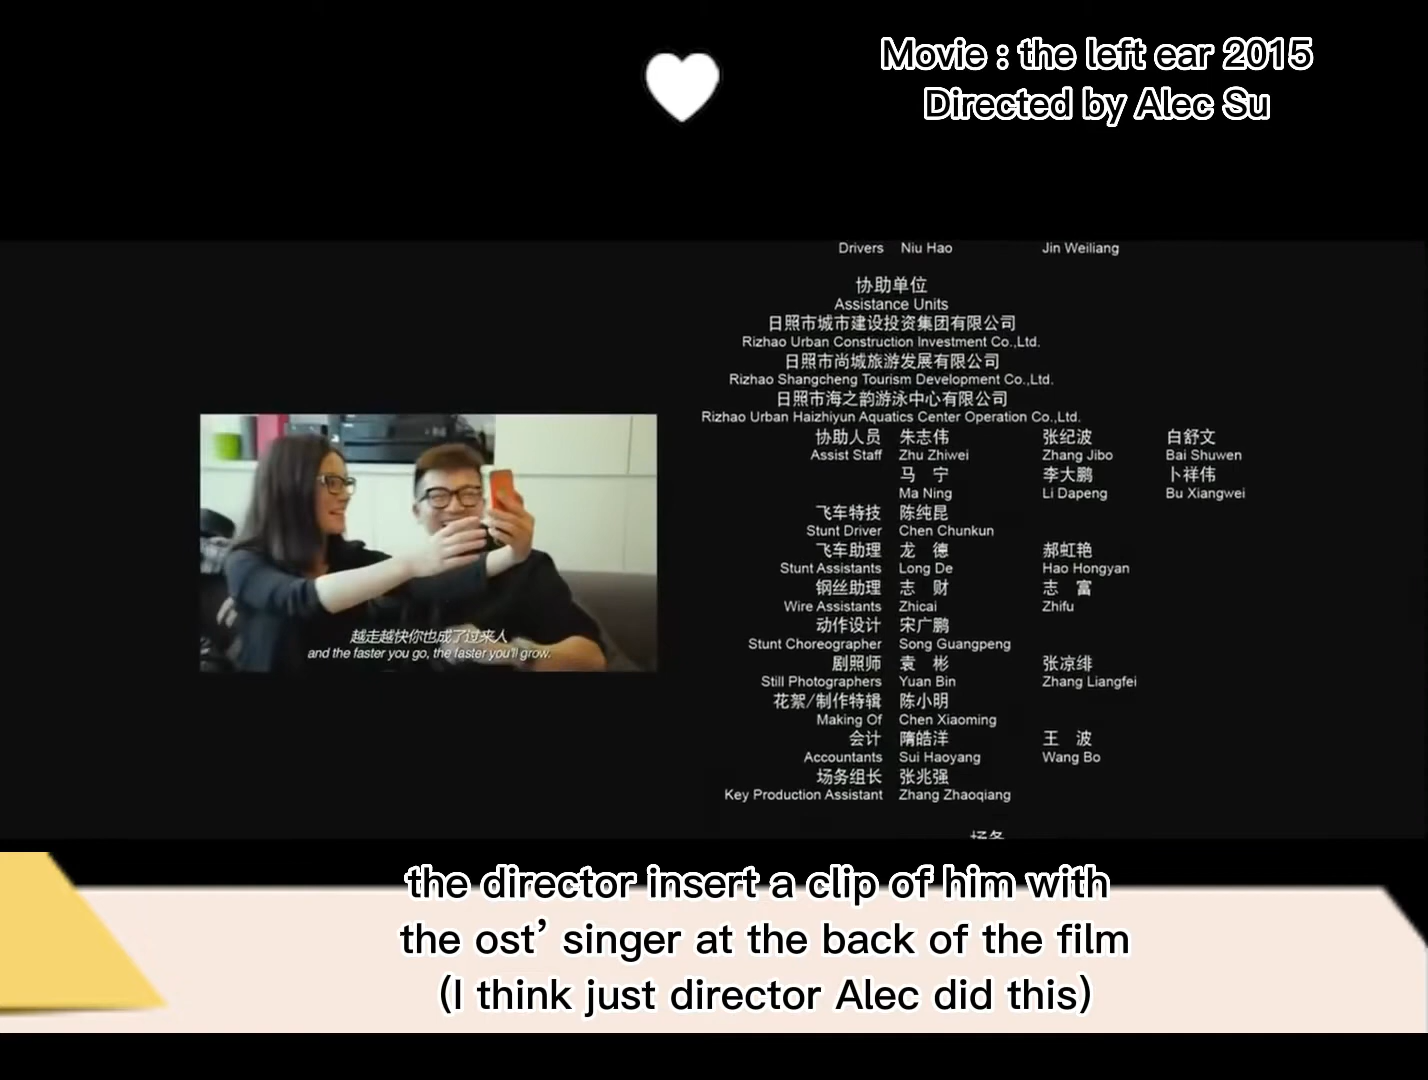 Movie : the left ear 2015
Directed by Alec Su
Drivers Niu Hao Jin Weiliang
协助单位
Assistance Units
日照市城市建设投资集团有限公司
Rizhao Urban Construction Investment Co.,Ltd.
日照市尚城旅游发展有限公司
Rizhao Shangcheng Tourism Development Co.,Ltd.
日照市海之韵游泳中心有限公司
Rizhao Urban Haizhiyun Aquatics Center Operation Co.,Ltd.
协助人员 朱志伟 张纪波 白舒文
Assist Staff Zhu Zhiwei Zhang Jibo Bai Shuwen
马 宁 李大鹏 卜祥伟
Ma Ning Li Dapeng Bu Xiangwei
飞车特技 陈纯昆
Stunt Driver Chen Chunkun
飞车助理 龙 德 郝虹艳
Stunt Assistants Long De Hao Hongyan
钢丝助理 志 财 志 富
Wire Assistants Zhicai Zhifu
动作设计 宋广鹏
Stunt Choreographer Song Guangpeng
剧照师 袁 彬 张凉绯
Still Photographers Yuan Bin Zhang Liangfei
花絮/制作特辑 陈小明
Making Of Chen Xiaoming
会计 隋皓洋 王 波
Accountants Sui Haoyang Wang Bo
场务组长 张兆强
Key Production Assistant Zhang Zhaoqiang
越走越快你也成了过来人
and the faster you go, the faster you'll grow.
the director insert a clip of him with
the ost’ singer at the back of the film
(I think just director Alec did this)